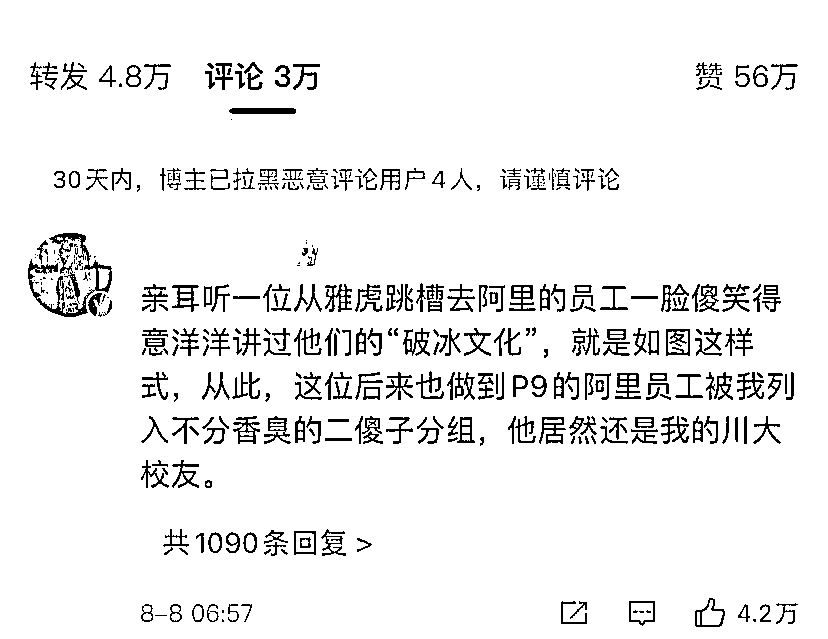 转发 4.8万 评论 3万 赞 56万
30天内，博主已拉黑恶意评论用户4人，请谨慎评论
亲耳听一位从雅虎跳槽去阿里的员工一脸傻笑得
意洋洋讲过他们的“破冰文化”，就是如图这样
式，从此，这位后来也做到P9的阿里员工被我列
入不分香臭的二傻子分组，他居然还是我的川大
校友。
共1090条回复 >
8-8 06:57 4.2万